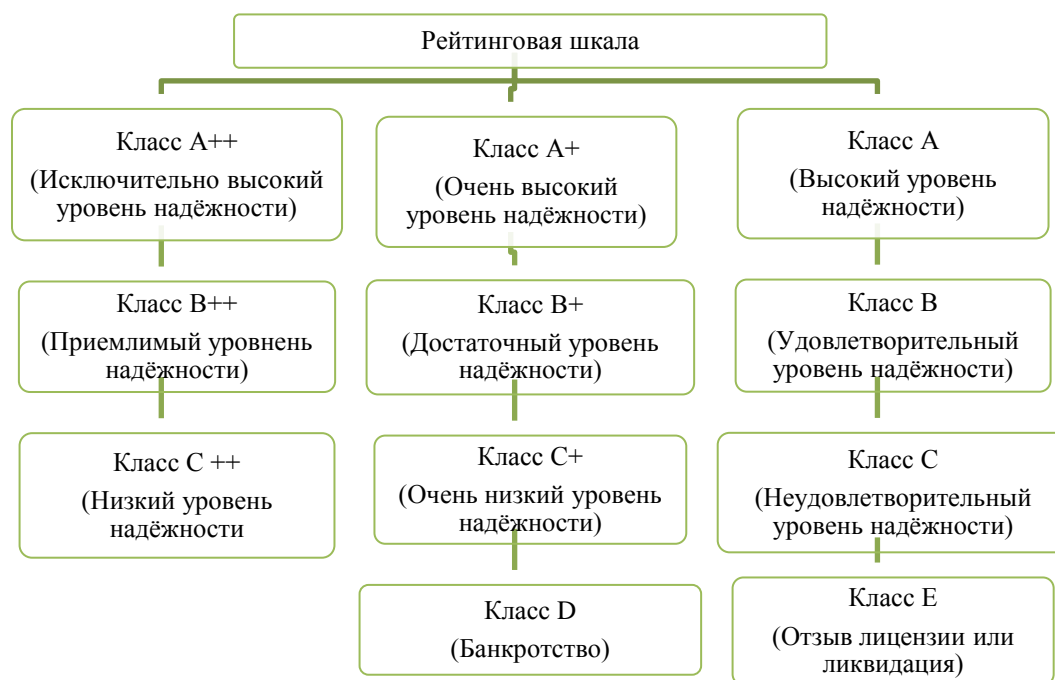 Рейтинговая шкала
Класс А++
(Исключительно высокий
уровень надёжности)
Класс А+
(Очень высокий
уровень надёжности)
Класс А
(Высокий уровень
надёжности)
Класс В++
(Приемлимый уровнень
надёжности)
Класс В+
(Достаточный уровень
надёжности)
Класс В
(Удовлетворительный
уровень надёжности)
Класс С ++
(Низкий уровень
надёжности
Класс С+
(Очень низкий уровень
надёжности)
Класс С
(Неудовлетворительный
уровень надёжности)
Класс D
(Банкротство)
Класс Е
(Отзыв лицензии или
ликвидация)